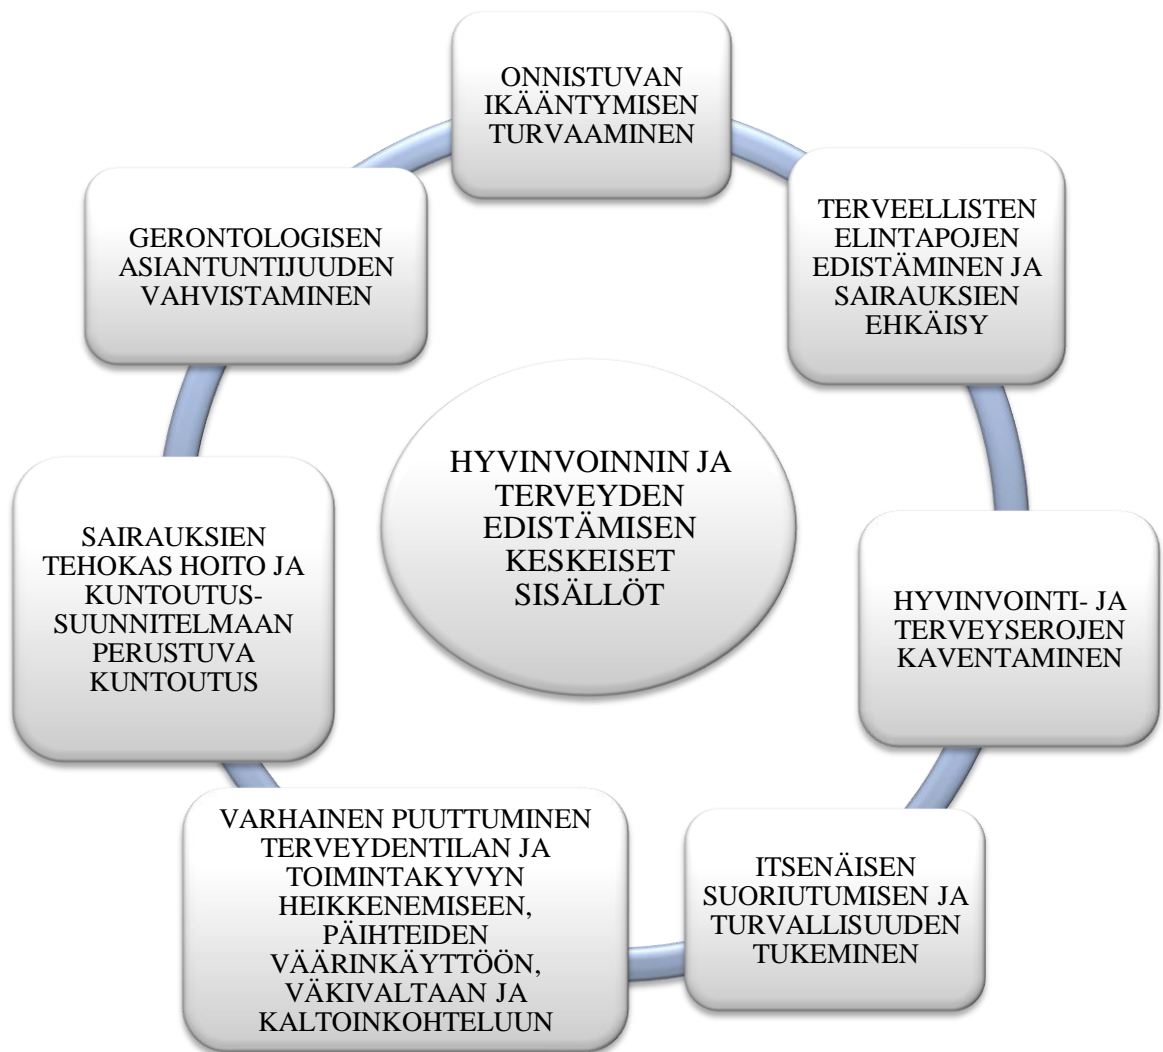 ONNISTUVAN
IKÄÄNTYMISEN
TURVAAMINEN
TERVEELLISTEN
ELINTAPOJEN
EDISTÄMINEN JA
SAIRAUKSIEN
EHKÄISY
HYVINVOINTI- JA
TERVEYSEROJEN
KAVENTAMINEN
ITSENÄISEN
SUORIUTUMISEN JA
TURVALLISUUDEN
TUKEMINEN
VARHAINEN PUUTTUMINEN
TERVEYDENTILAN JA
TOIMINTAKYVYN
HEIKKENEMISEEN,
PÄIHTEIDEN
VÄÄRINKÄYTTÖÖN,
VÄKIVALTAAN JA
KALTOINKOHTELUUN
SAIRAUKSIEN
TEHOKAS HOITO JA
KUNTOUTUS-
SUUNNITELMAAN
PERUSTUVA
KUNTOUTUS
GERONTOLOGISEN
ASIANTUNTIJUUDEN
VAHVISTAMINEN
HYVINVOINNIN JA
TERVEYDEN
EDISTÄMISEN
KESKEISET
SISÄLLÖT